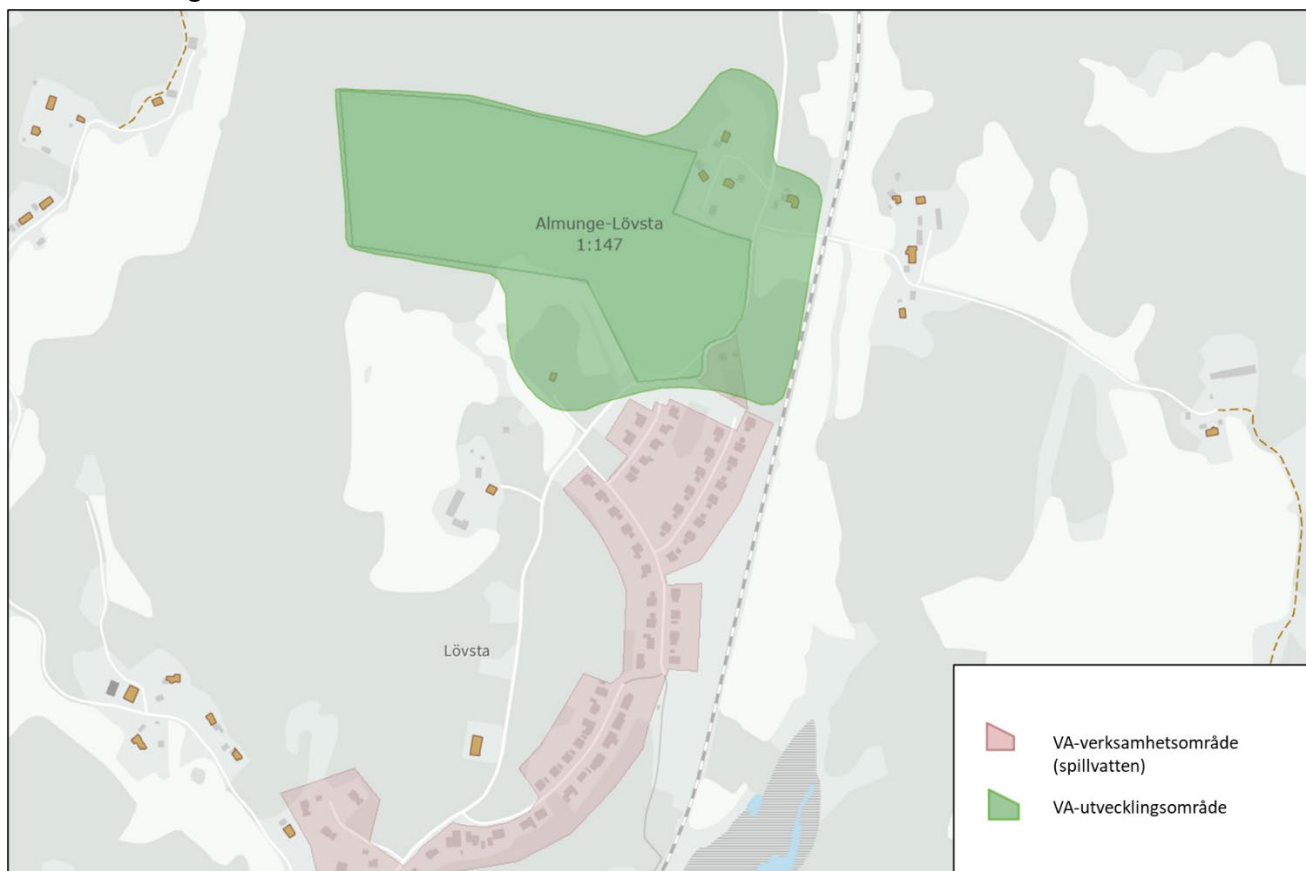 Almunge-Lövsta
1:147
Lövsta
VA-verksamhetsområde
(spillvatten)
VA-utvecklingsområde